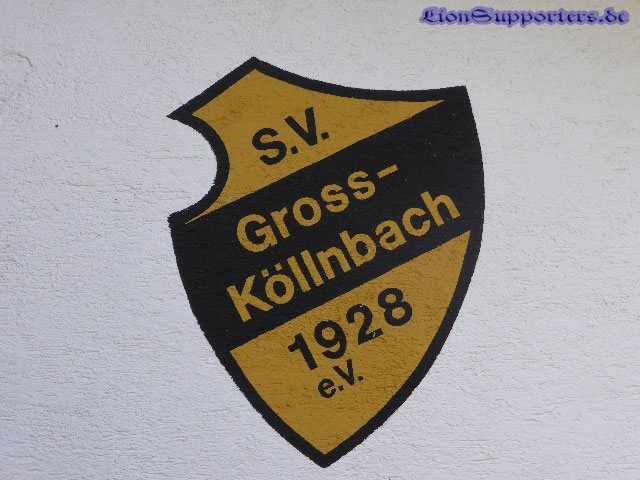 LionSupporters.de
S.V.
Gross-
Köllnbach
1928
e.V.